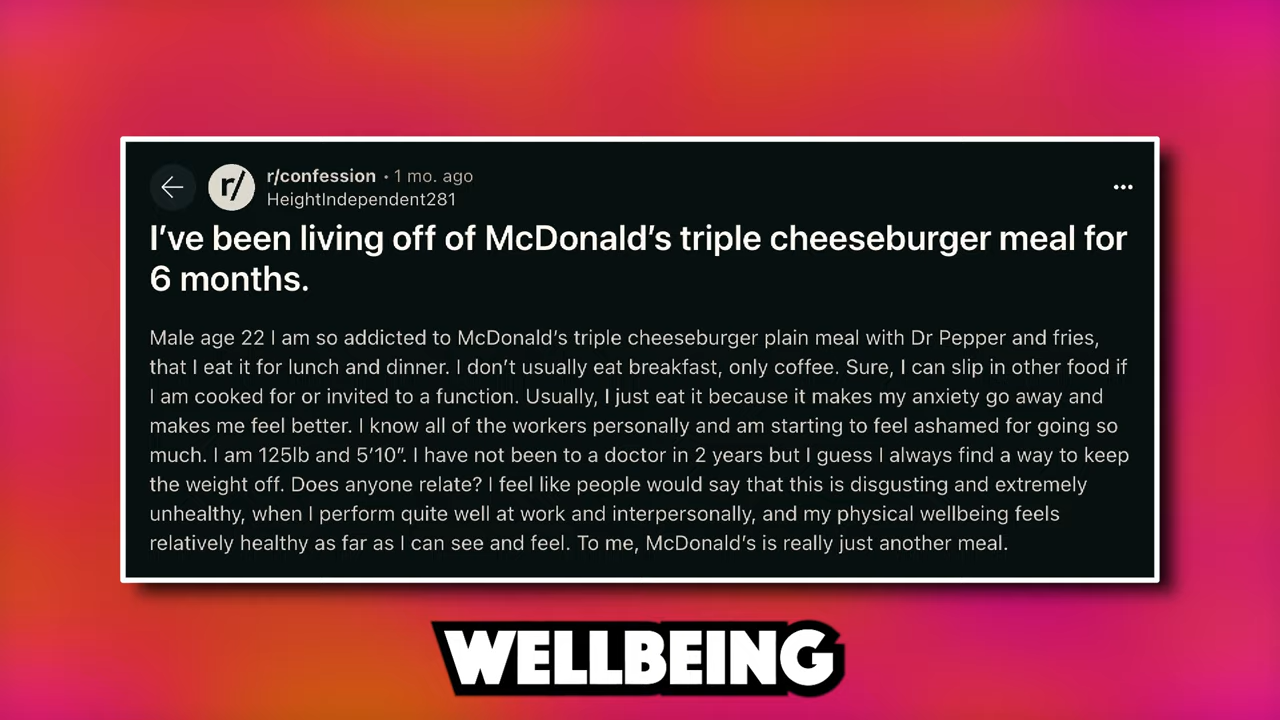 r/confession • 1 mo. ago
r/
HeightIndependent281
I’ve been living off of McDonald’s triple cheeseburger meal for
6 months.
Male age 22 I am so addicted to McDonald’s triple cheeseburger plain meal with Dr Pepper and fries,
that I eat it for lunch and dinner. I don’t usually eat breakfast, only coffee. Sure, I can slip in other food if
I am cooked for or invited to a function. Usually, I just eat it because it makes my anxiety go away and
makes me feel better. I know all of the workers personally and am starting to feel ashamed for going so
much. I am 125lb and 5’10”. I have not been to a doctor in 2 years but I guess I always find a way to keep
the weight off. Does anyone relate? I feel like people would say that this is disgusting and extremely
unhealthy, when I perform quite well at work and interpersonally, and my physical wellbeing feels
relatively healthy as far as I can see and feel. To me, McDonald’s is really just another meal.
WELLBEING